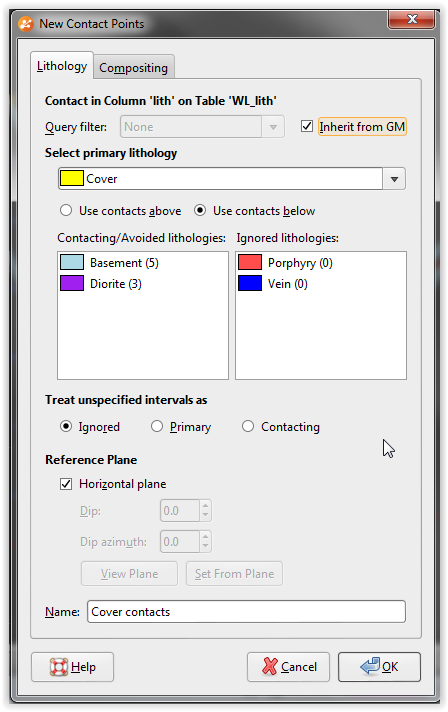 New Contact Points
Lithology Compositing
Contact in Column 'lith' on Table 'WL_lith'
Query filter: None Inherit from GM
Select primary lithology
Cover
Use contacts above Use contacts below
Contacting/Avoided lithologies: Ignored lithologies:
Basement (5) Porphyry (0)
Diorite (3) Vein (0)
Treat unspecified intervals as
Ignored Primary Contacting
Reference Plane
Horizontal plane
Dip: 0.0
Dip azimuth: 0.0
View Plane Set From Plane
Name: Cover contacts
Help Cancel OK